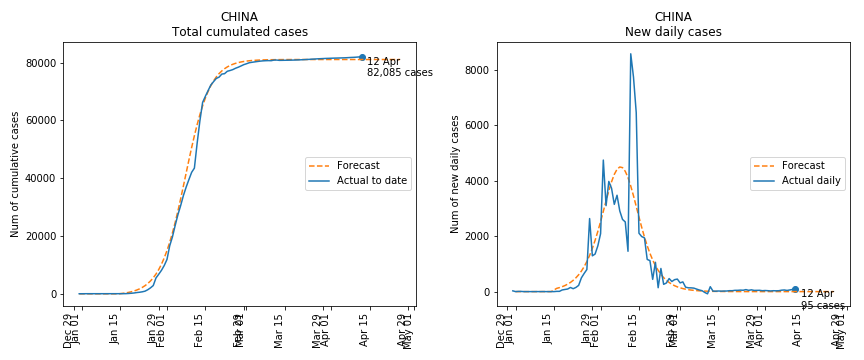 CHINA
Total cumulated cases
Num of cumulative cases
80000
60000
40000
20000
0
12 Apr
82,085 cases
Forecast
Actual to date
Dec 29
Jan 01
Jan 15
Jan 29
Feb 01
Feb 15
Feb 29
Mar 01
Mar 15
Mar 29
Apr 01
Apr 15
Apr 29
May 01
CHINA
New daily cases
Num of new daily cases
8000
6000
4000
2000
0
12 Apr
95 cases
Forecast
Actual daily
Dec 29
Jan 01
Jan 15
Jan 29
Feb 01
Feb 15
Feb 29
Mar 01
Mar 15
Mar 29
Apr 01
Apr 15
Apr 29
May 01